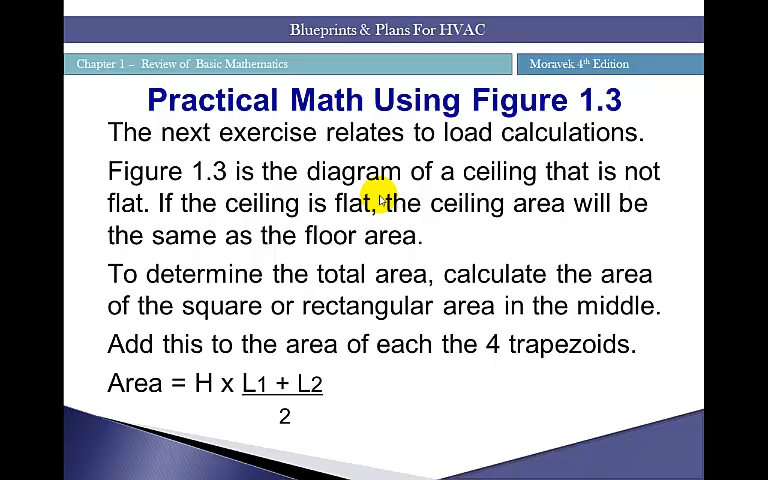 Blueprints & Plans For HVAC
Chapter 1 – Review of Basic Mathematics
Moravek 4th Edition
Practical Math Using Figure 1.3
The next exercise relates to load calculations.
Figure 1.3 is the diagram of a ceiling that is not
flat. If the ceiling is flat, the ceiling area will be
the same as the floor area.
To determine the total area, calculate the area
of the square or rectangular area in the middle.
Add this to the area of each the 4 trapezoids.
Area = H x L1 + L2
2